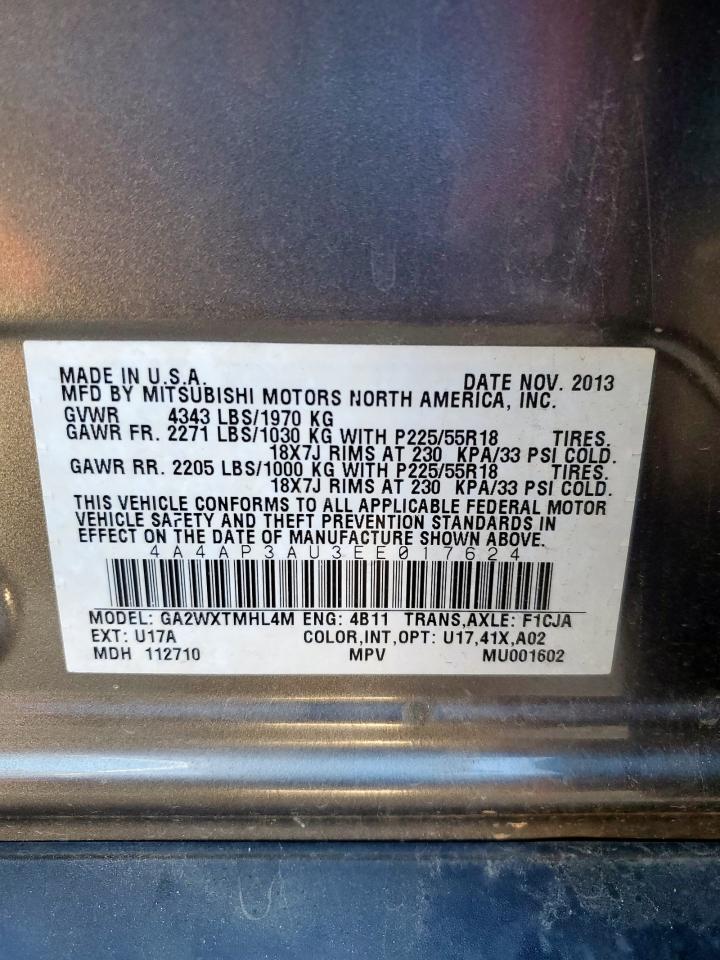 MADE IN U.S.A. DATE NOV. 2013
MFD BY MITSUBISHI MOTORS NORTH AMERICA, INC.
GVWR 4343 LBS/1970 KG
GAWR FR. 2271 LBS/1030 KG WITH P225/55R18 TIRES.
18X7J RIMS AT 230 KPA/33 PSI COLD.
GAWR RR. 2205 LBS/1000 KG WITH P225/55R18 TIRES.
18X7J RIMS AT 230 KPA/33 PSI COLD.
THIS VEHICLE CONFORMS TO ALL APPLICABLE FEDERAL MOTOR
VEHICLE SAFETY AND THEFT PREVENTION STANDARDS IN
EFFECT ON THE DATE OF MANUFACTURE SHOWN ABOVE.
4A4AP3AU3EE017624
MODEL: GA2WXTMHL4M ENG: 4B11 TRANS,AXLE: F1CJA
EXT: U17A COLOR,INT,OPT: U17,41X,A02
MDH 112710 MPV MU001602